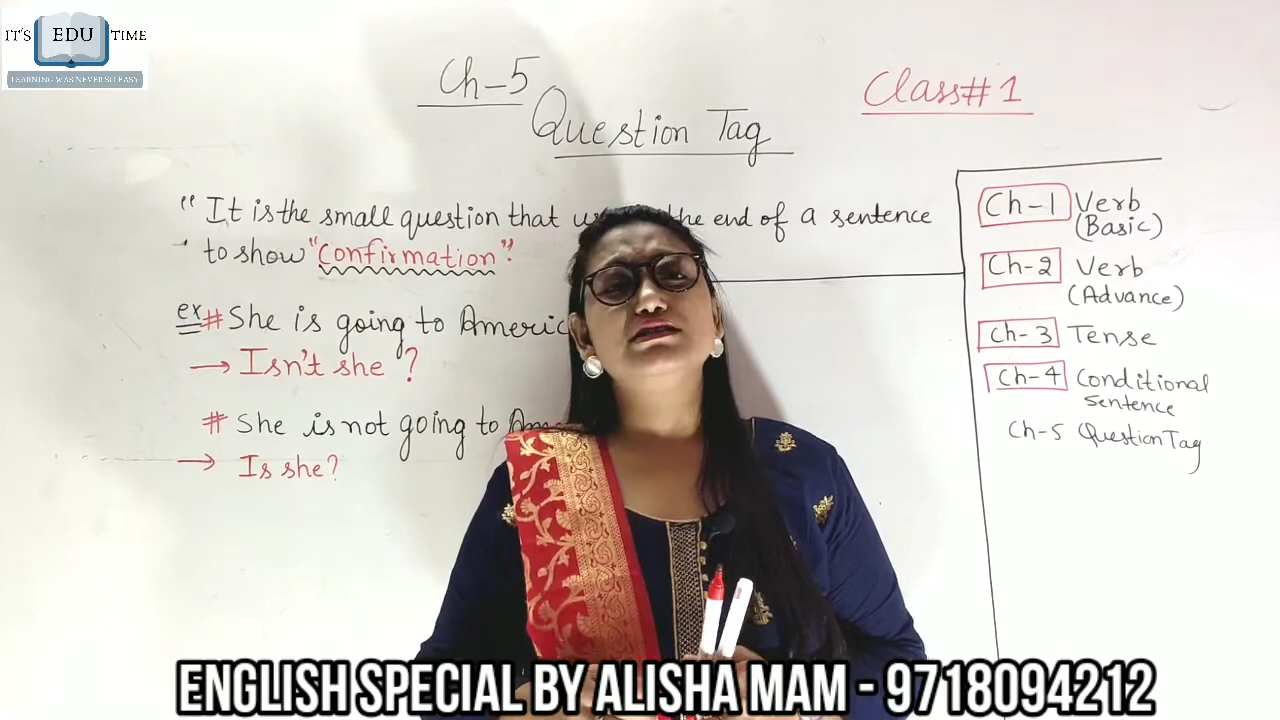 IT'S EDU TIME
LEARNING WAS NEVER SO EASY
Ch-5
Question Tag
Class# 1
"It is the small question that us the end of a sentence
to show "Confirmation"
ex # She is going to Americ
→ Isn't she ?
# She is not going to Am
→ Is she?
Ch-1 Verb
(Basic)
Ch-2 Verb
(Advance)
Ch-3 Tense
Ch-4 Conditional
sentence
Ch-5 Question Tag
ENGLISH SPECIAL BY ALISHA MAM - 9718094212